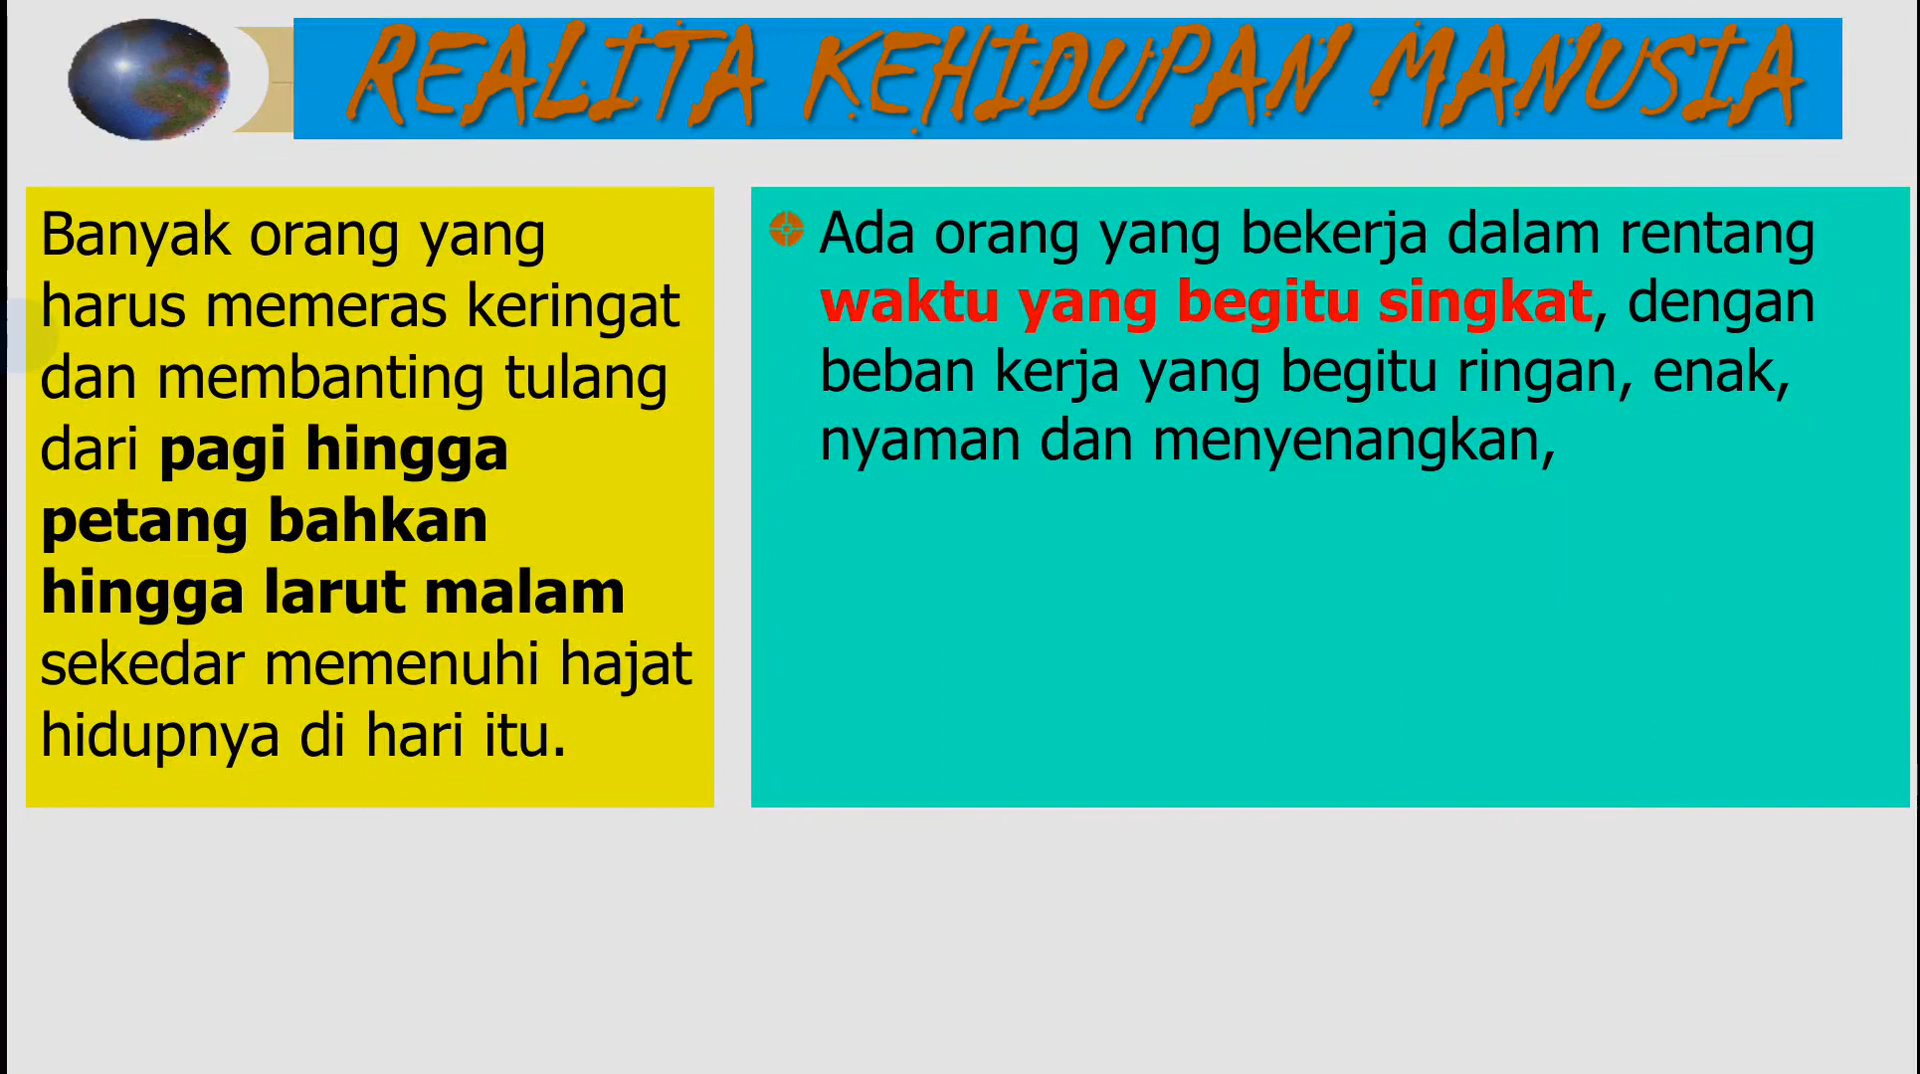 REALITA KEHIDUPAN MANUSIA
Banyak orang yang
harus memeras keringat
dan membanting tulang
dari pagi hingga
petang bahkan
hingga larut malam
sekedar memenuhi hajat
hidupnya di hari itu.
Ada orang yang bekerja dalam rentang
waktu yang begitu singkat, dengan
beban kerja yang begitu ringan, enak,
nyaman dan menyenangkan,